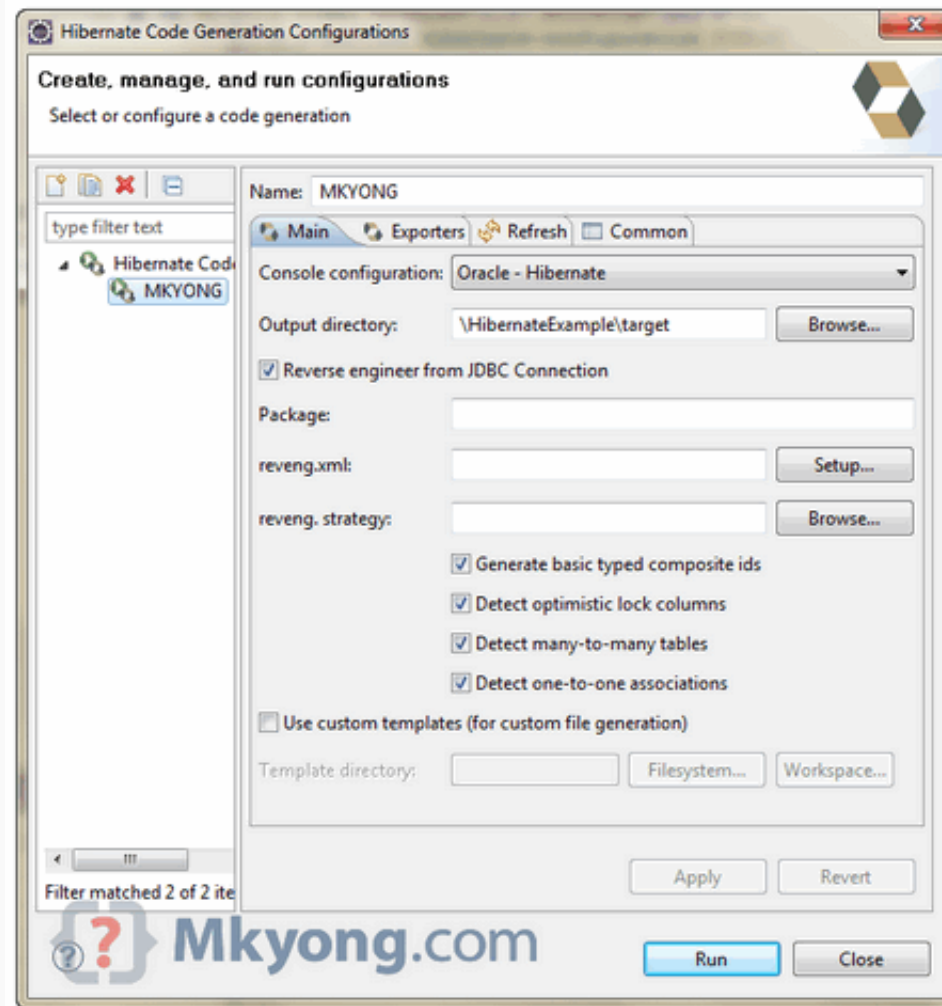 Hibernate Code Generation Configurations
Create, manage, and run configurations
Select or configure a code generation
Name: MKYONG
type filter text
Main Exporters Refresh Common
Hibernate Cod
MKYONG
Console configuration: Oracle - Hibernate
Output directory: \HibernateExample\target Browse...
Reverse engineer from JDBC Connection
Package:
reveng.xml: Setup...
reveng. strategy: Browse...
Generate basic typed composite ids
Detect optimistic lock columns
Detect many-to-many tables
Detect one-to-one associations
Use custom templates (for custom file generation)
Template directory: Filesystem... Workspace...
Filter matched 2 of 2 ite
Apply Revert
{?} Mkyong.com
? Run Close